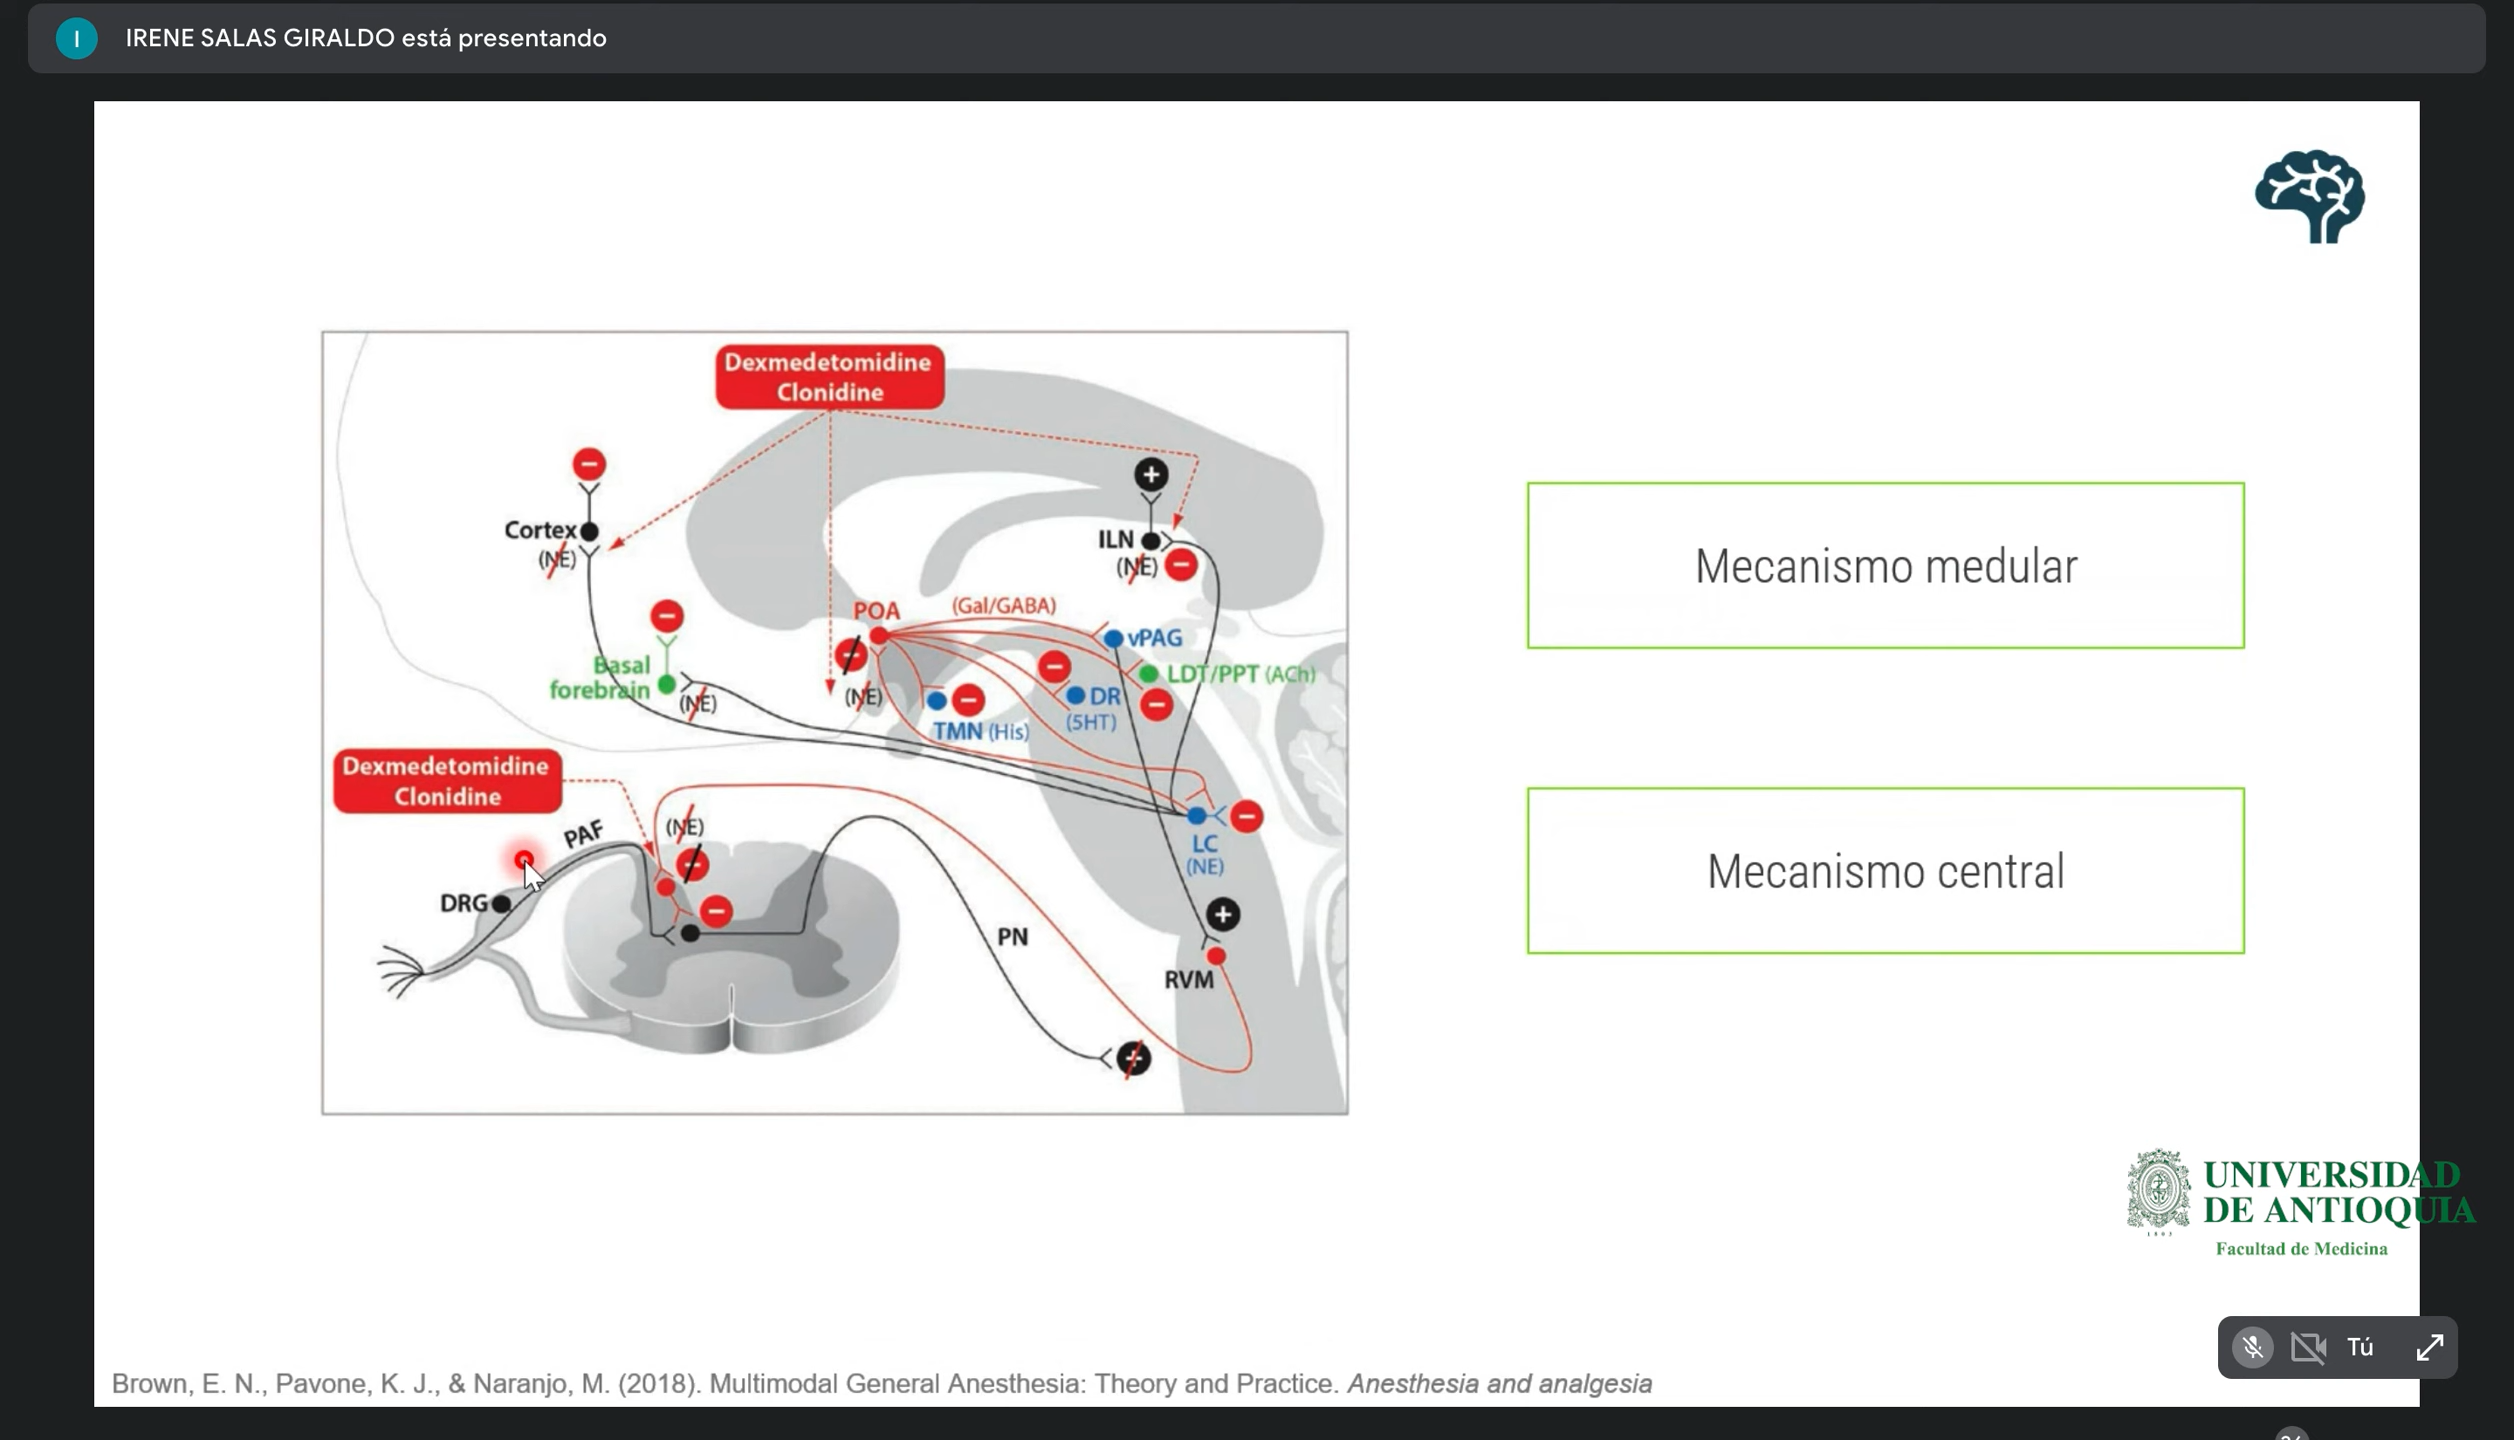 I
IRENE SALAS GIRALDO está presentando
Dexmedetomidine
Clonidine
Cortex
(NE)
ILN
(NE)
POA
(Gal/GABA)
vPAG
Basal
forebrain
(NE)
(NE)
LDT/PPT (ACh)
DR
(5HT)
TMN (His)
Dexmedetomidine
Clonidine
PAF
(NE)
DRG
LC
(NE)
PN
RVM
Mecanismo medular
Mecanismo central
UNIVERSIDAD
DE ANTIOQUIA
1803
Facultad de Medicina
Tú
Brown, E. N., Pavone, K. J., & Naranjo, M. (2018). Multimodal General Anesthesia: Theory and Practice. Anesthesia and analgesia